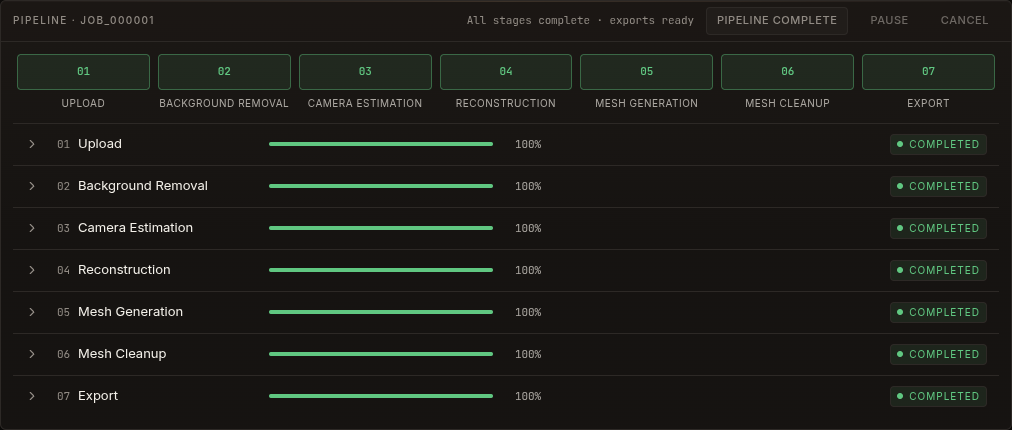 PIPELINE · JOB_000001 All stages complete · exports ready PIPELINE COMPLETE PAUSE CANCEL
01 02 03 04 05 06 07
UPLOAD BACKGROUND REMOVAL CAMERA ESTIMATION RECONSTRUCTION MESH GENERATION MESH CLEANUP EXPORT
01 Upload 100% COMPLETED
02 Background Removal 100% COMPLETED
03 Camera Estimation 100% COMPLETED
04 Reconstruction 100% COMPLETED
05 Mesh Generation 100% COMPLETED
06 Mesh Cleanup 100% COMPLETED
07 Export 100% COMPLETED